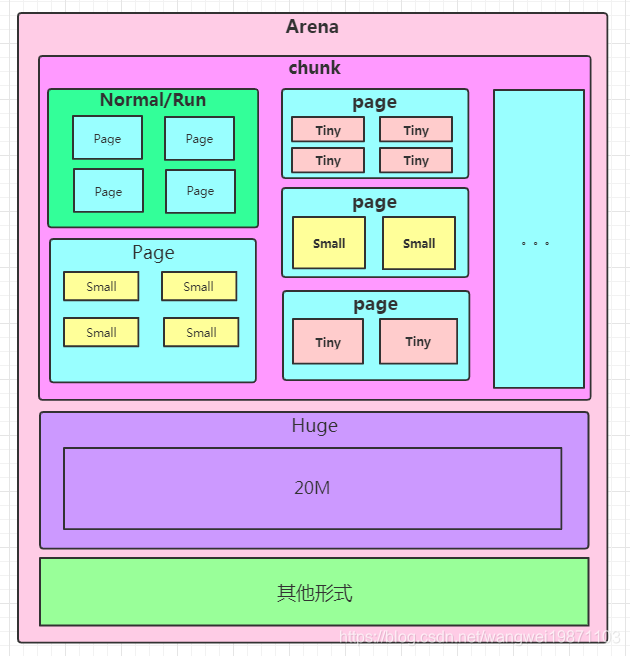 Arena
chunk
Normal/Run
Page
Page
Page
Page
Page
Small
Small
Small
Small
page
Tiny
Tiny
Tiny
Tiny
page
Small
Small
page
Tiny
Tiny
。。。
Huge
20M
其他形式
https://blog.csdn.net/wangwei19871103